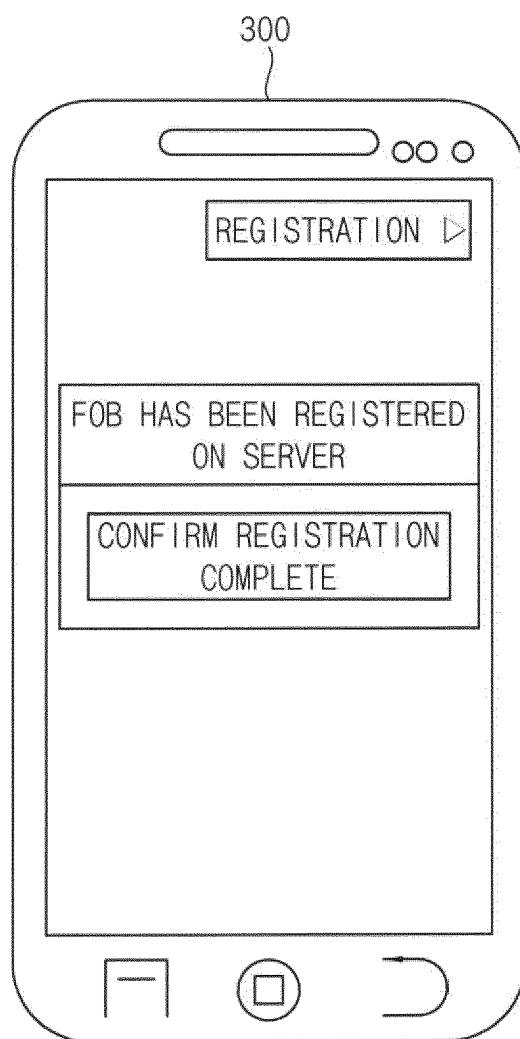 300
REGISTRATION ▷
FOB HAS BEEN REGISTERED
ON SERVER
CONFIRM REGISTRATION
COMPLETE